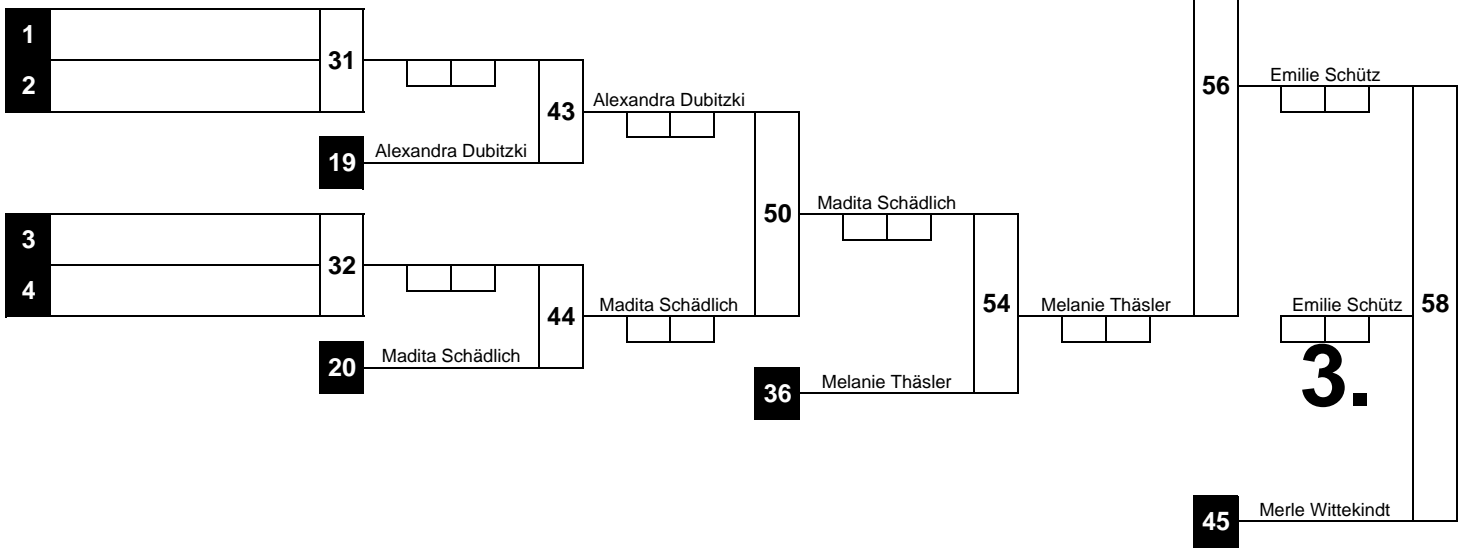 1
31
2
Emilie Schütz
56
Alexandra Dubitzki
43
19
Alexandra Dubitzki
Madita Schädlich
50
3
32
4
Madita Schädlich
54
Melanie Thäsler
Emilie Schütz
58
44
20
Madita Schädlich
3.
36
Melanie Thäsler
45
Merle Wittekindt